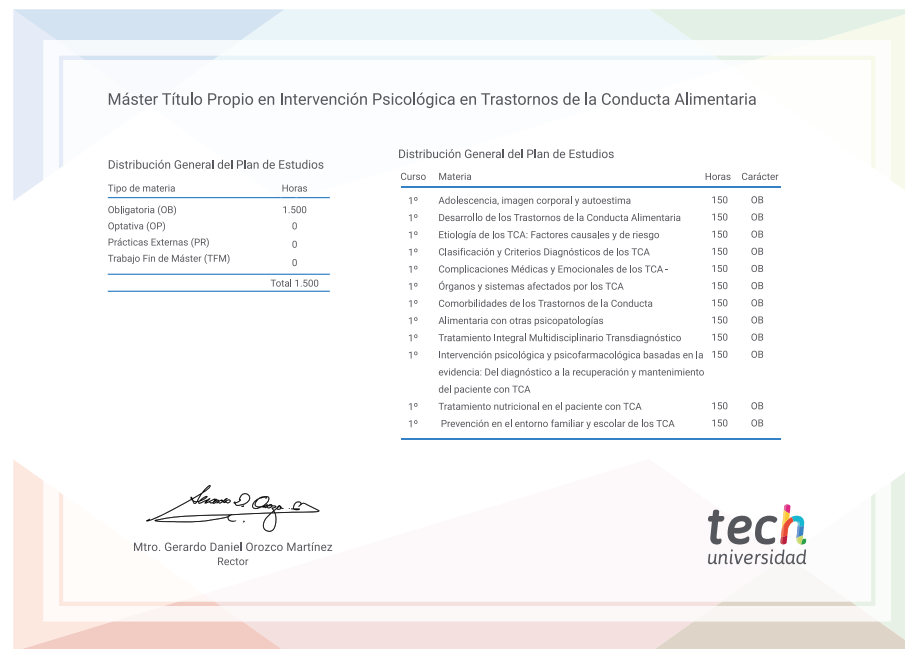 Máster Título Propio en Intervención Psicológica en Trastornos de la Conducta Alimentaria
Distribución General del Plan de Estudios
Tipo de materia Horas
Obligatoria (OB) 1.500
Optativa (OP) 0
Prácticas Externas (PR) 0
Trabajo Fin de Máster (TFM) 0
Total 1.500
Distribución General del Plan de Estudios
Curso Materia Horas Carácter
1º Adolescencia, imagen corporal y autoestima 150 OB
1º Desarrollo de los Trastornos de la Conducta Alimentaria 150 OB
1º Etiología de los TCA: Factores causales y de riesgo 150 OB
1º Clasificación y Criterios Diagnósticos de los TCA 150 OB
1º Complicaciones Médicas y Emocionales de los TCA - 150 OB
1º Órganos y sistemas afectados por los TCA 150 OB
1º Comorbilidades de los Trastornos de la Conducta 150 OB
1º Alimentaria con otras psicopatologías 150 OB
1º Tratamiento Integral Multidisciplinario Transdiagnóstico 150 OB
1º Intervención psicológica y psicofarmacológica basadas en la 150 OB
evidencia: Del diagnóstico a la recuperación y mantenimiento
del paciente con TCA
1º Tratamiento nutricional en el paciente con TCA 150 OB
1º Prevención en el entorno familiar y escolar de los TCA 150 OB
Mtro. Gerardo Daniel Orozco Martínez
Rector
tech
universidad